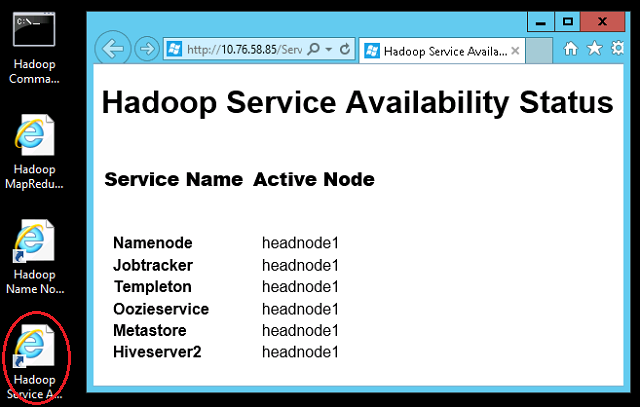 C:\_
Hadoop
Comma...
Hadoop
MapRedu...
Hadoop
Name No...
Hadoop
Service A...
http://10.76.58.85/Serv
Hadoop Service Availa...
Hadoop Service Availability Status
Service Name Active Node
Namenode headnode1
Jobtracker headnode1
Templeton headnode1
Oozieservice headnode1
Metastore headnode1
Hiveserver2 headnode1